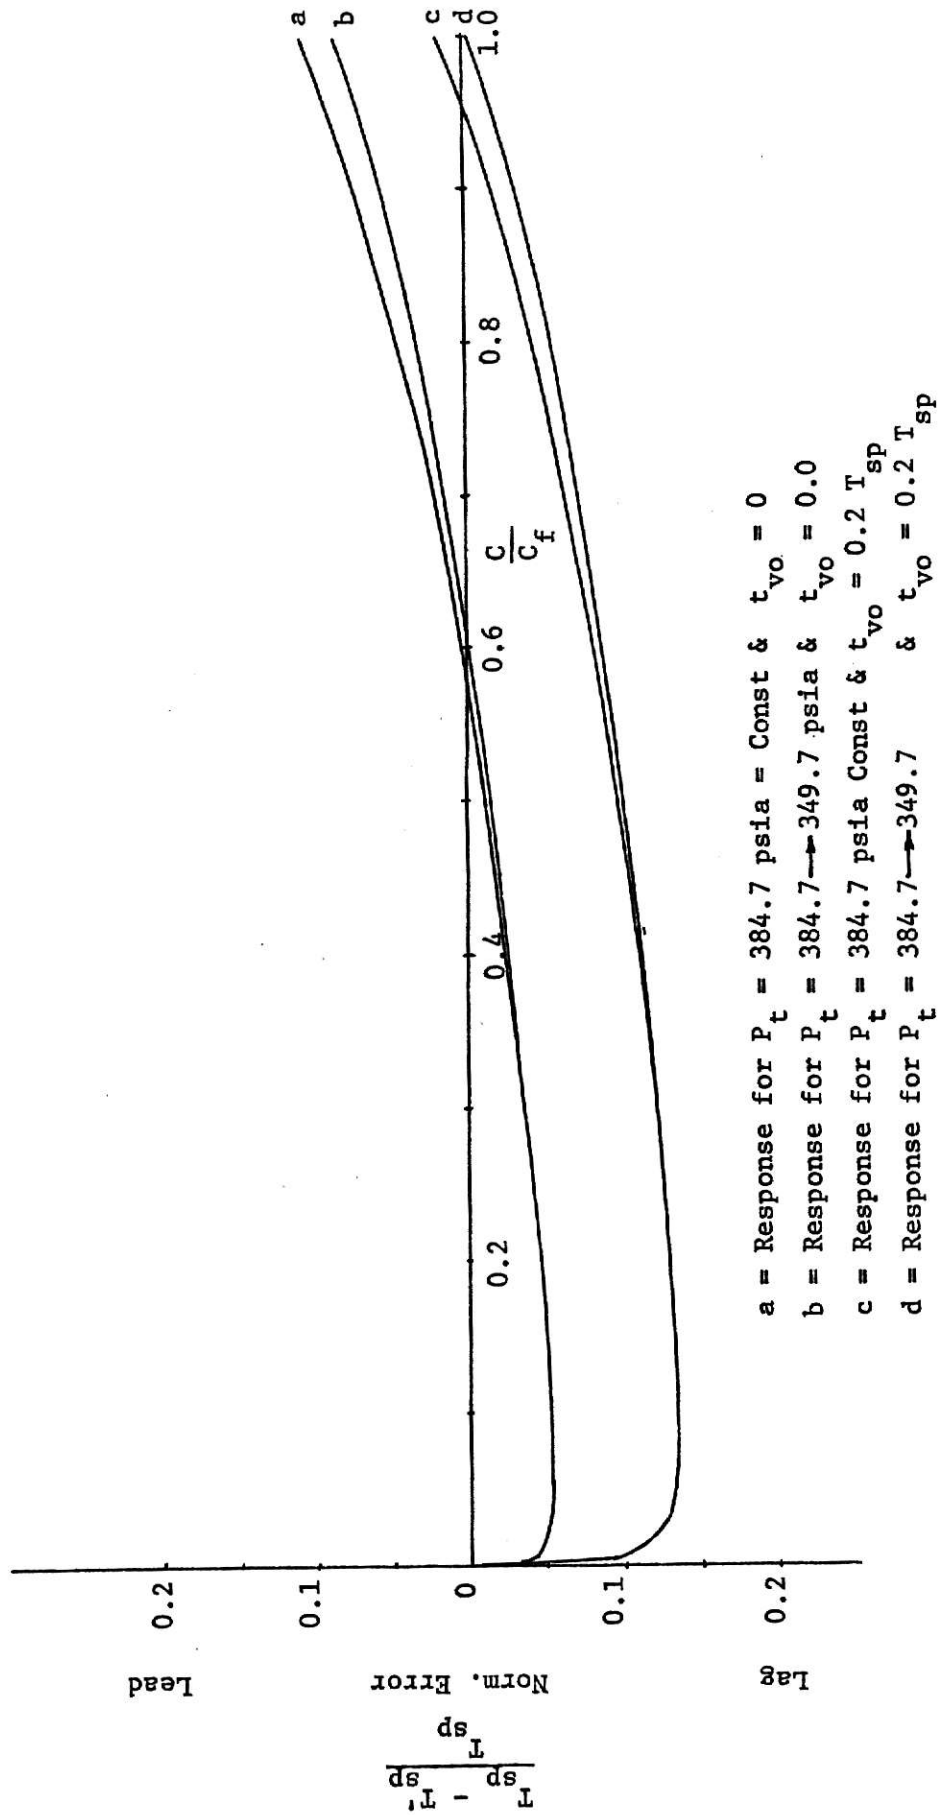 a
b
c
d
1.0
0.8
C
C_f
0.6
0.4
0.2
0.2
0.1
0
0.1
0.2
Lead
Norm. Error
Lag
T_sp - T'_sp
T_sp
a = Response for P_t = 384.7 psia = Const & t_vo = 0
b = Response for P_t = 384.7→349.7 psia & t_vo = 0.0
c = Response for P_t = 384.7 psia Const & t_vo = 0.2 T_sp
d = Response for P_t = 384.7→349.7 & t_vo = 0.2 T_sp